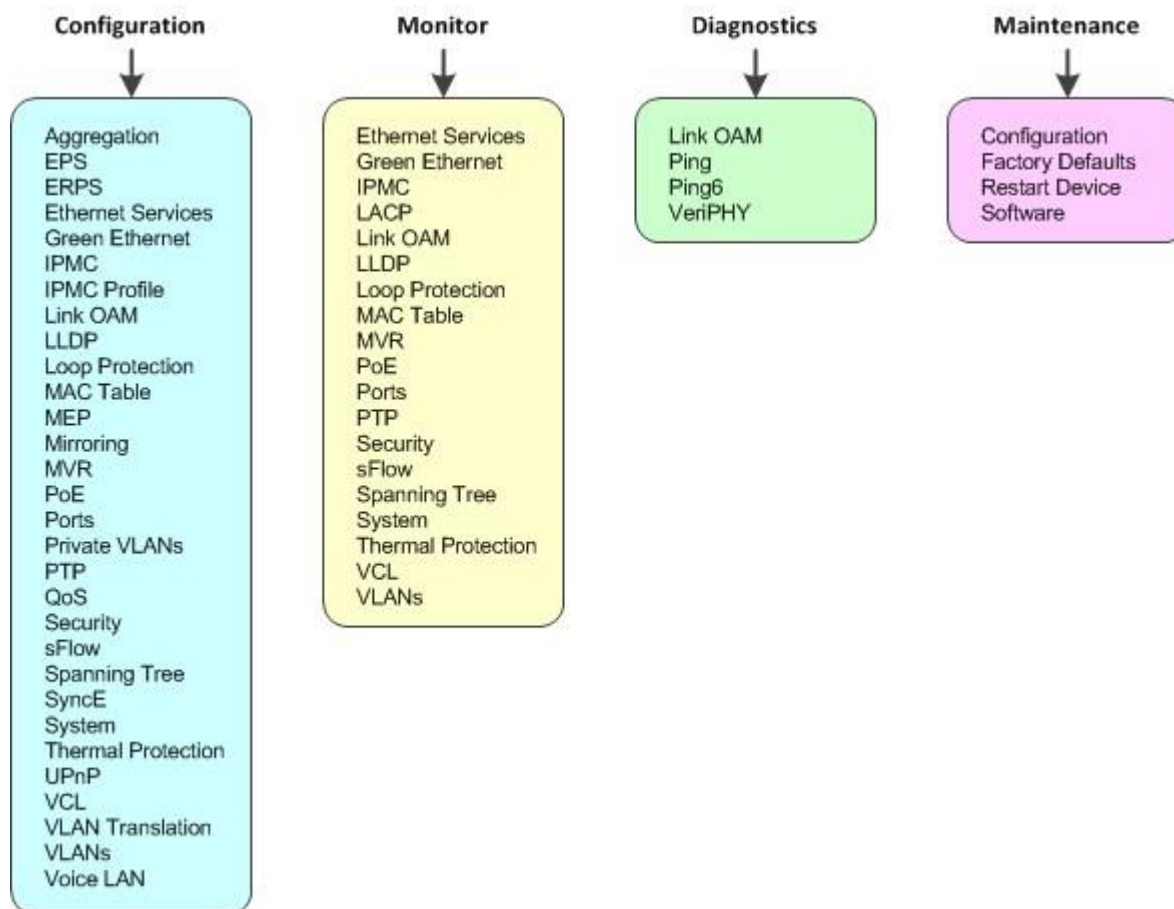 Configuration
Aggregation
EPS
ERPS
Ethernet Services
Green Ethernet
IPMC
IPMC Profile
Link OAM
LLDP
Loop Protection
MAC Table
MEP
Mirroring
MVR
PoE
Ports
Private VLANs
PTP
QoS
Security
sFlow
Spanning Tree
SyncE
System
Thermal Protection
UPnP
VCL
VLAN Translation
VLANs
Voice LAN
Monitor
Ethernet Services
Green Ethernet
IPMC
LACP
Link OAM
LLDP
Loop Protection
MAC Table
MVR
PoE
Ports
PTP
Security
sFlow
Spanning Tree
System
Thermal Protection
VCL
VLANs
Diagnostics
Link OAM
Ping
Ping6
VeriPHY
Maintenance
Configuration
Factory Defaults
Restart Device
Software